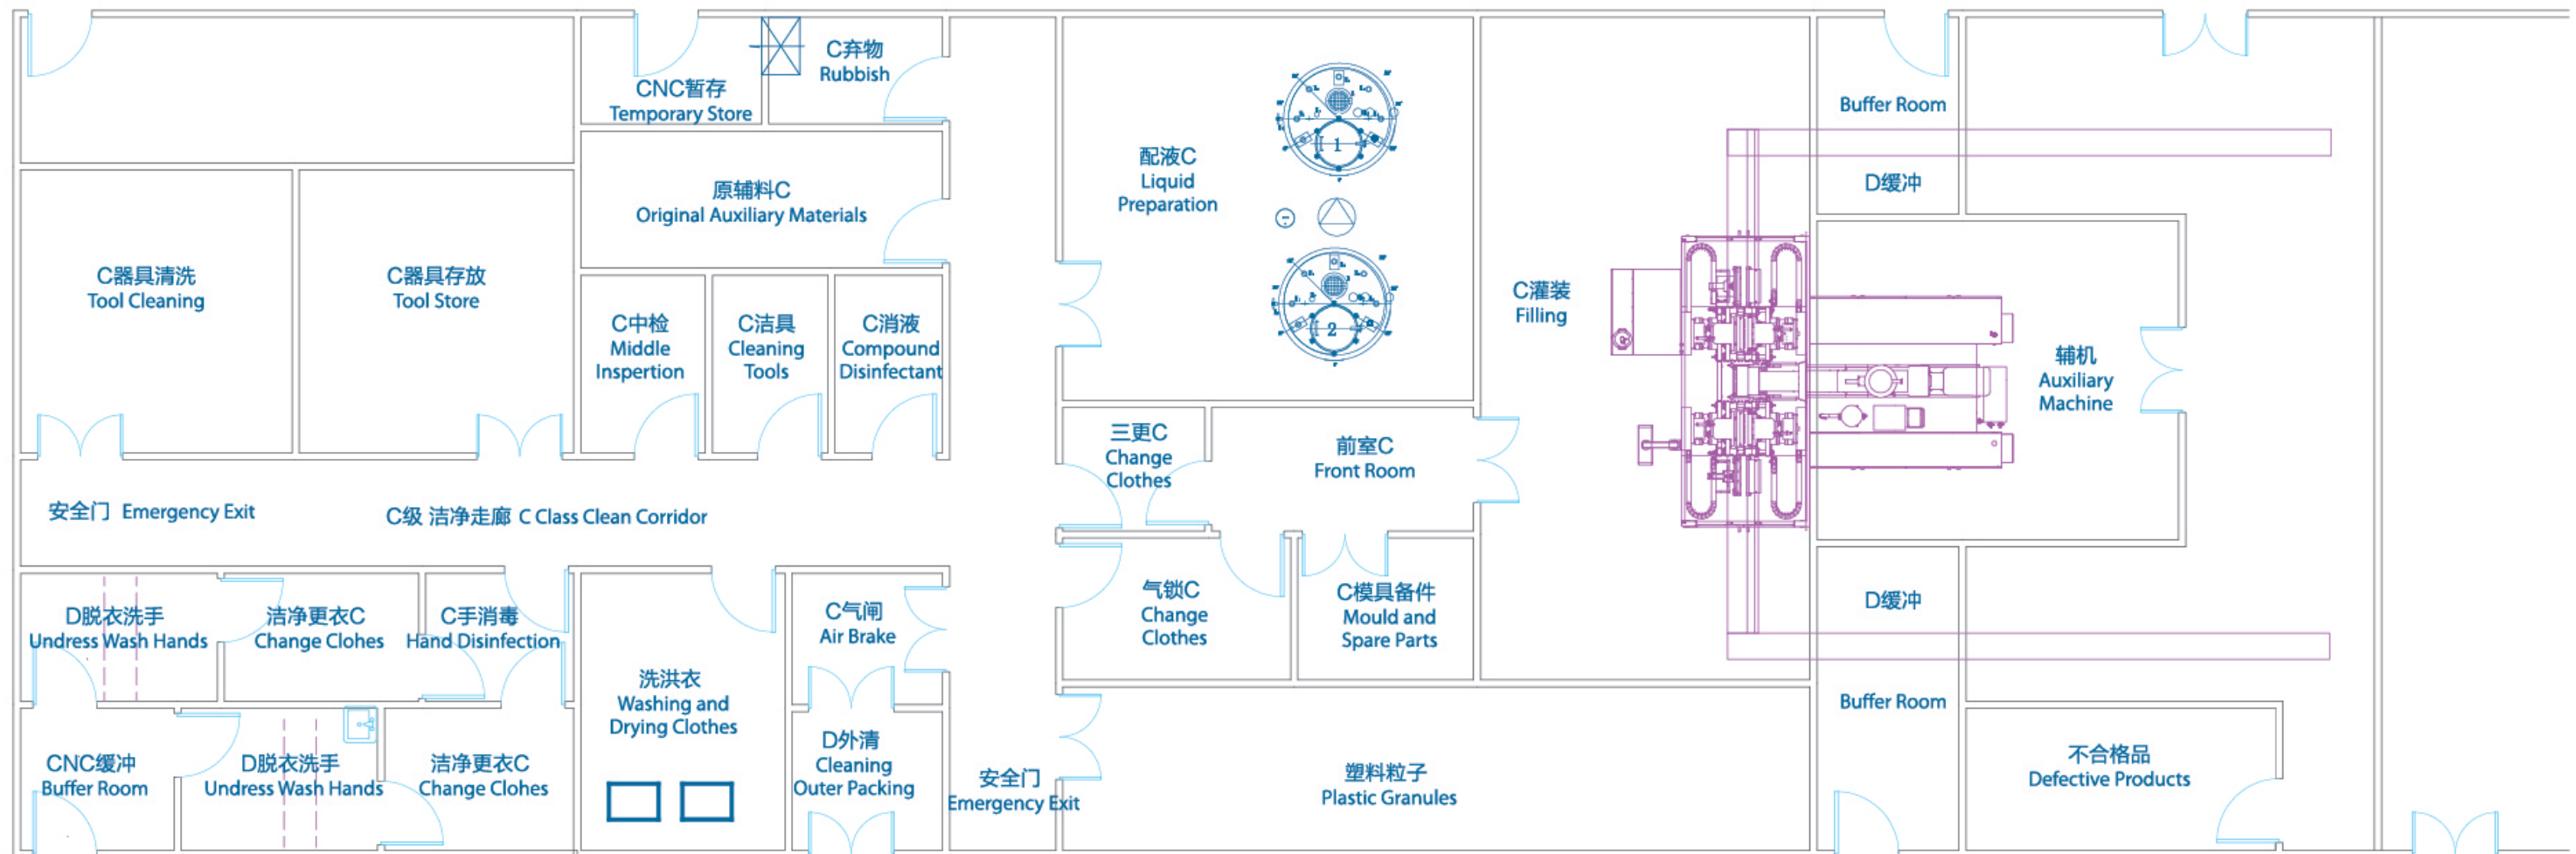 C弃物
Rubbish
CNC暂存
Temporary Store
Buffer Room
配液C
Liquid
Preparation
1
D缓冲
原辅料C
Original Auxiliary Materials
C器具清洗
Tool Cleaning
C器具存放
Tool Store
C灌装
Filling
C中检
Middle
Inspertion
C洁具
Cleaning
Tools
C消液
Compound
Disinfectant
2
辅机
Auxiliary
Machine
三更C
Change
Clothes
前室C
Front Room
安全门 Emergency Exit
C级 洁净走廊 C Class Clean Corridor
D脱衣洗手
Undress Wash Hands
洁净更衣C
Change Clohes
C手消毒
Hand Disinfection
C气闸
Air Brake
气锁C
Change
Clothes
C模具备件
Mould and
Spare Parts
D缓冲
洗洪衣
Washing and
Drying Clothes
Buffer Room
CNC缓冲
Buffer Room
D脱衣洗手
Undress Wash Hands
洁净更衣C
Change Clohes
D外清
Cleaning
Outer Packing
安全门
Emergency Exit
塑料粒子
Plastic Granules
不合格品
Defective Products